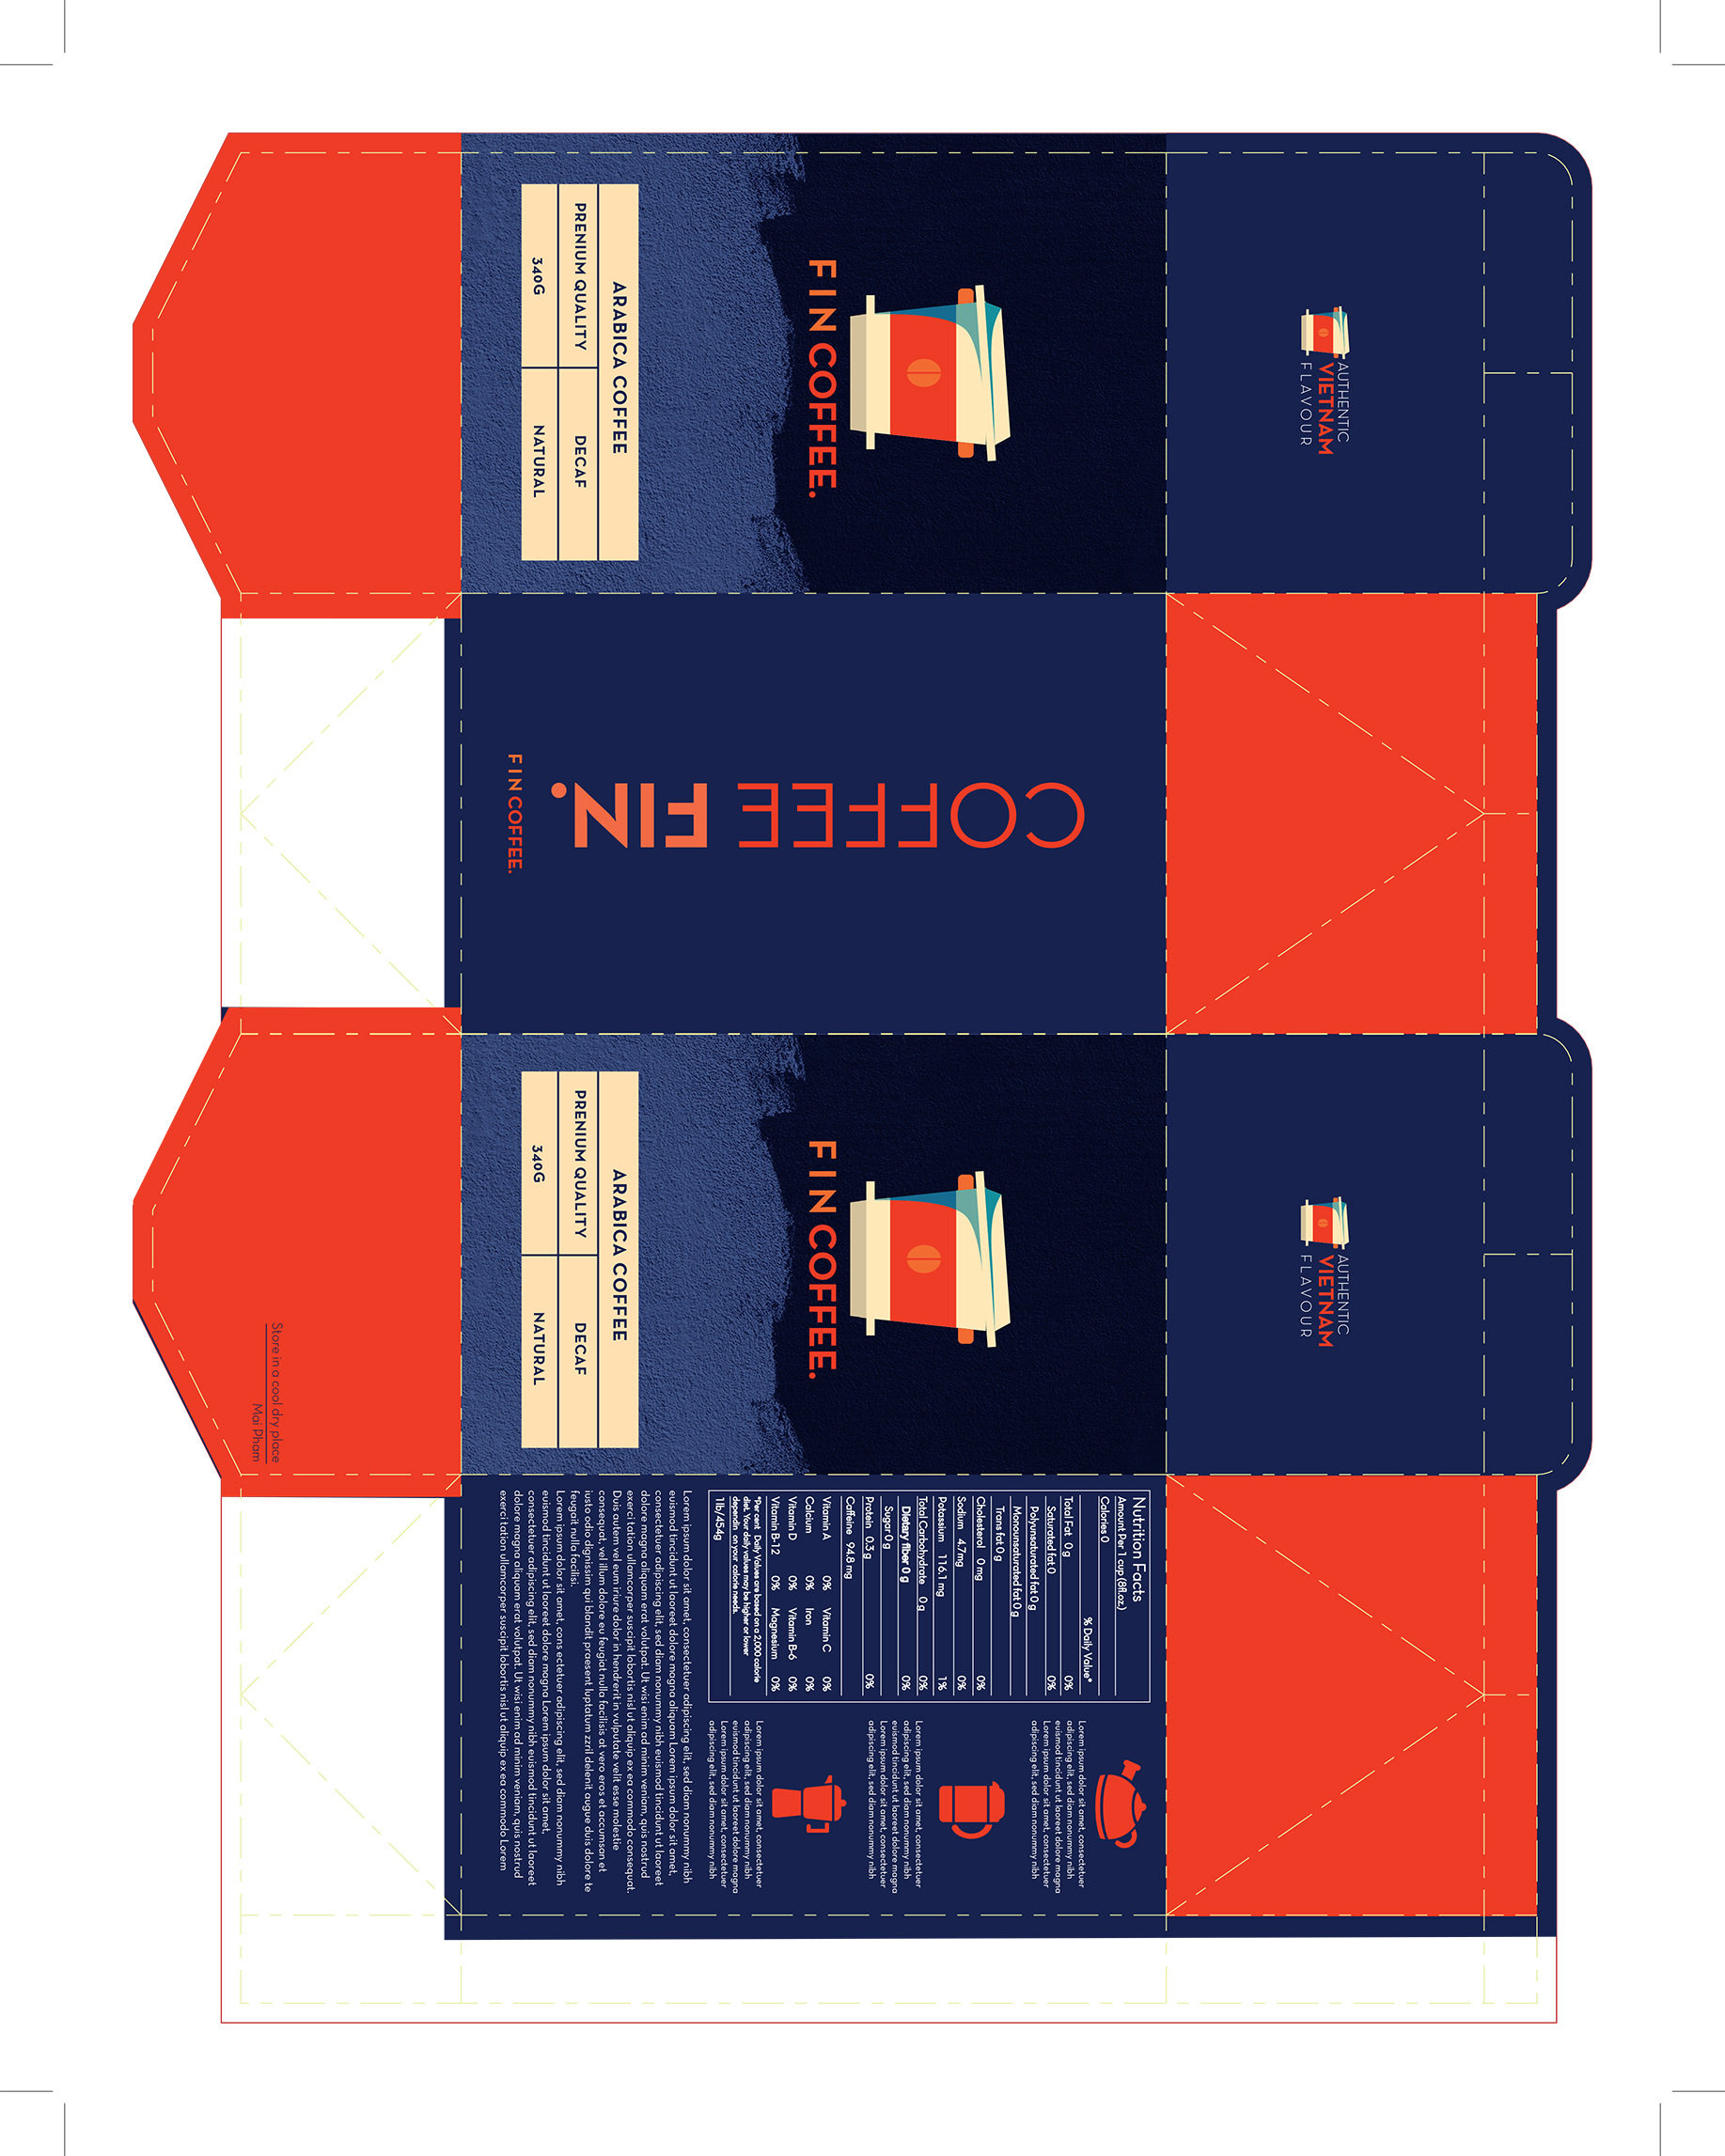 AUTHENTIC
VIETNAM
FLAVOUR
FIN COFFEE.
ARABICA COFFEE
PRENIUM QUALITY
DECAF
340G
NATURAL
COFFEE FIN.
FIN COFFEE.
AUTHENTIC
VIETNAM
FLAVOUR
FIN COFFEE.
ARABICA COFFEE
PRENIUM QUALITY
DECAF
340G
NATURAL
Store in a cool dry place
Mai Pham
Nutrition Facts
Amount Per 1 cup (8fl.oz.)
Calories 0
% Daily Value*
Total Fat 0 g 0%
Saturated fat 0 0%
Polyunsaturated fat 0 g
Monounsaturated fat 0 g
Trans fat 0 g
Cholesterol 0 mg 0%
Sodium 4.7mg 0%
Potassium 116.1 mg 1%
Total Carbohydrate 0 g 0%
Dietary fiber 0 g 0%
Sugar 0 g
Protein 0.3 g 0%
Caffeine 94.8 mg
Vitamin A 0% Vitamin C 0%
Calcium 0% Iron 0%
Vitamin D 0% Vitamin B-6 0%
Vitamin B-12 0% Magnesium 0%
*Per cent Daily Values are based on a 2,000 calorie
diet. Your daily values may be higher or lower
dependin on your calorie needs.
1 lb/454g
Lorem ipsum dolor sit amet, consectetuer
adipiscing elit, sed diam nonummy nibh
euismod tincidunt ut laoreet dolore magna
Lorem ipsum dolor sit amet, consectetuer
adipiscing elit, sed diam nonummy nibh
Lorem ipsum dolor sit amet, consectetuer
adipiscing elit, sed diam nonummy nibh
euismod tincidunt ut laoreet dolore magna
Lorem ipsum dolor sit amet, consectetuer
adipiscing elit, sed diam nonummy nibh
Lorem ipsum dolor sit amet, consectetuer
adipiscing elit, sed diam nonummy nibh
euismod tincidunt ut laoreet dolore magna
Lorem ipsum dolor sit amet, consectetuer
adipiscing elit, sed diam nonummy nibh
Lorem ipsum dolor sit amet, consectetuer adipiscing elit, sed diam nonummy nibh
euismod tincidunt ut laoreet dolore magna aliquam Lorem ipsum dolor sit amet,
consectetuer adipiscing elit, sed diam nonummy nibh euismod tincidunt ut laoreet
dolore magna aliquam erat volutpat. Ut wisi enim ad minim veniam, quis nostrud
exerci tation ullamcorper suscipit lobortis nisl ut aliquip ex ea commodo consequat.
Duis autem vel eum iriure dolor in hendrerit in vulputate velit esse molestie
consequat, vel illum dolore eu feugiat nulla facilisis at vero eros et accumsan et
iusto odio dignissim qui blandit praesent luptatum zzril delenit augue duis dolore te
feugait nulla facilisi.
Lorem ipsum dolor sit amet, cons ectetuer adipiscing elit, sed diam nonummy nibh
euismod tincidunt ut laoreet dolore magna Lorem ipsum dolor sit amet,
consectetuer adipiscing elit, sed diam nonummy nibh euismod tincidunt ut laoreet
dolore magna aliquam erat volutpat. Ut wisi enim ad minim veniam, quis nostrud
exerci tation ullamcorper suscipit lobortis nisl ut aliquip ex ea commodo Lorem